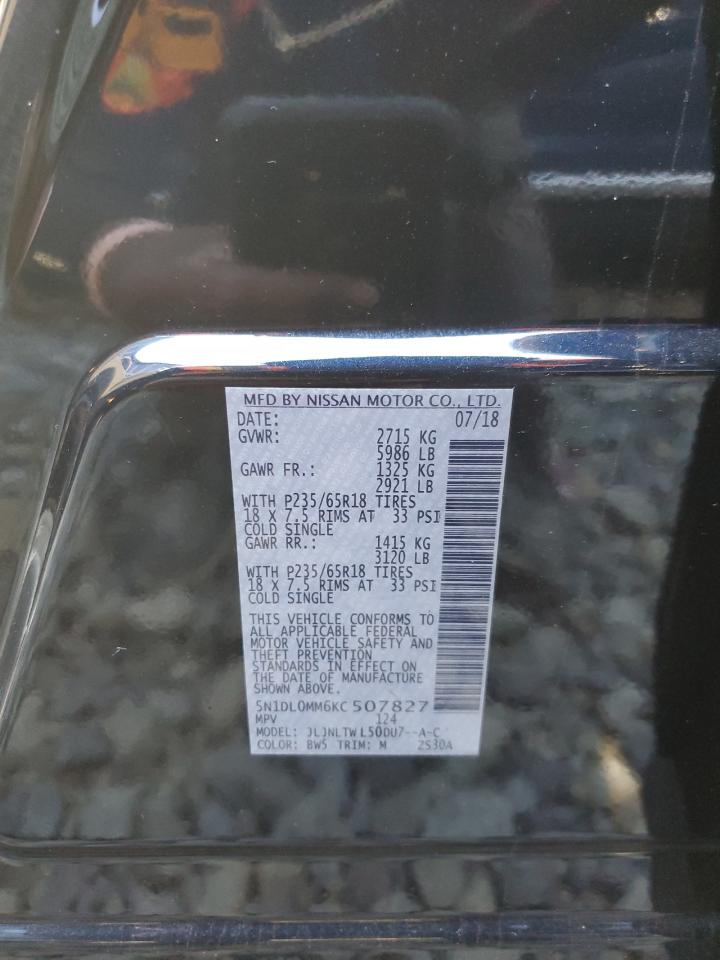 MFD BY NISSAN MOTOR CO., LTD.
DATE: 07/18
GVWR: 2715 KG
5986 LB
GAWR FR.: 1325 KG
2921 LB
WITH P235/65R18 TIRES
18 X 7.5 RIMS AT 33 PSI
COLD SINGLE
GAWR RR.: 1415 KG
3120 LB
WITH P235/65R18 TIRES
18 X 7.5 RIMS AT 33 PSI
COLD SINGLE
THIS VEHICLE CONFORMS TO
ALL APPLICABLE FEDERAL
MOTOR VEHICLE SAFETY AND
THEFT PREVENTION
STANDARDS IN EFFECT ON
THE DATE OF MANUFACTURE
SHOWN ABOVE.
5N1DL0MM6KC507827
MPV 124
MODEL: JLJNLTWL50DU7--A-C
COLOR: BW5 TRIM: M 2S30A